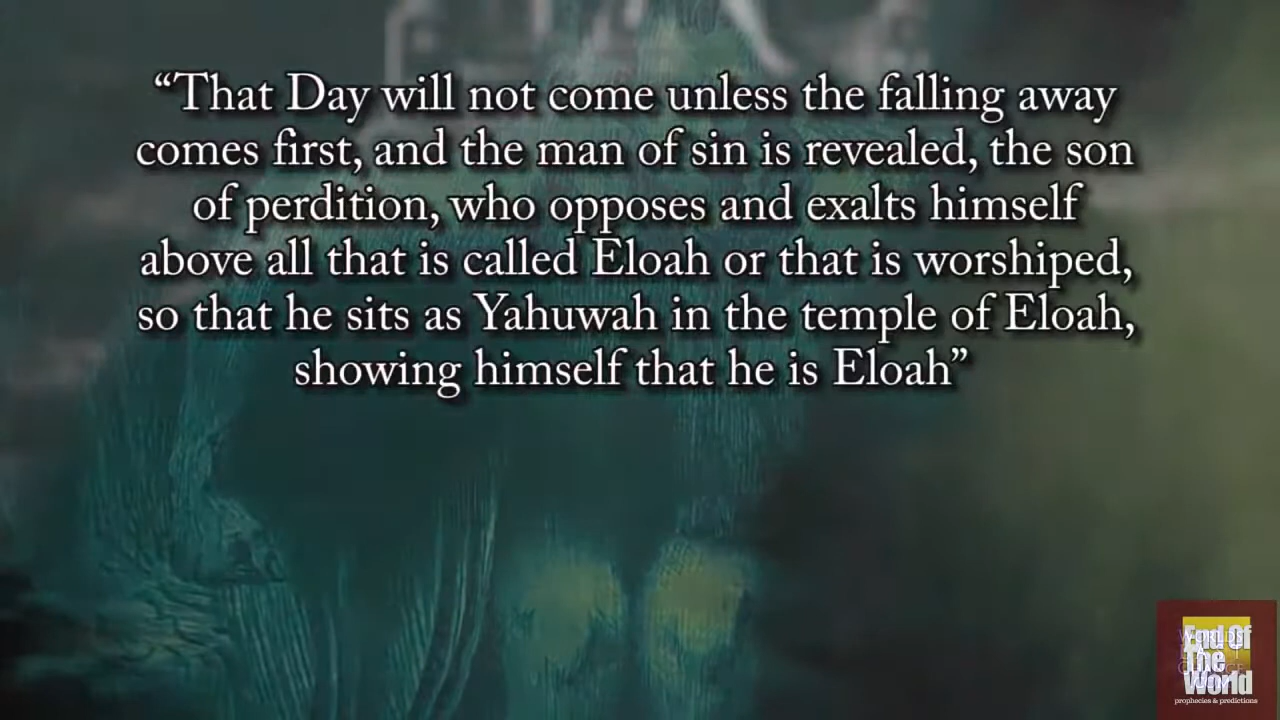 “That Day will not come unless the falling away
comes first, and the man of sin is revealed, the son
of perdition, who opposes and exalts himself
above all that is called Eloah or that is worshiped,
so that he sits as Yahuwah in the temple of Eloah,
showing himself that he is Eloah”
End Of
The
World
prophecies & predictions